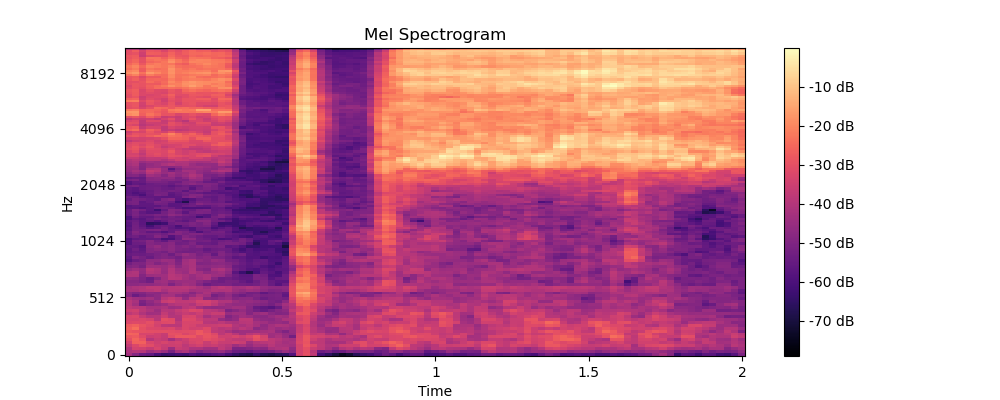 Mel Spectrogram
8192
4096
2048
1024
512
0
Hz
0
0.5
1
1.5
2
Time
-10 dB
-20 dB
-30 dB
-40 dB
-50 dB
-60 dB
-70 dB